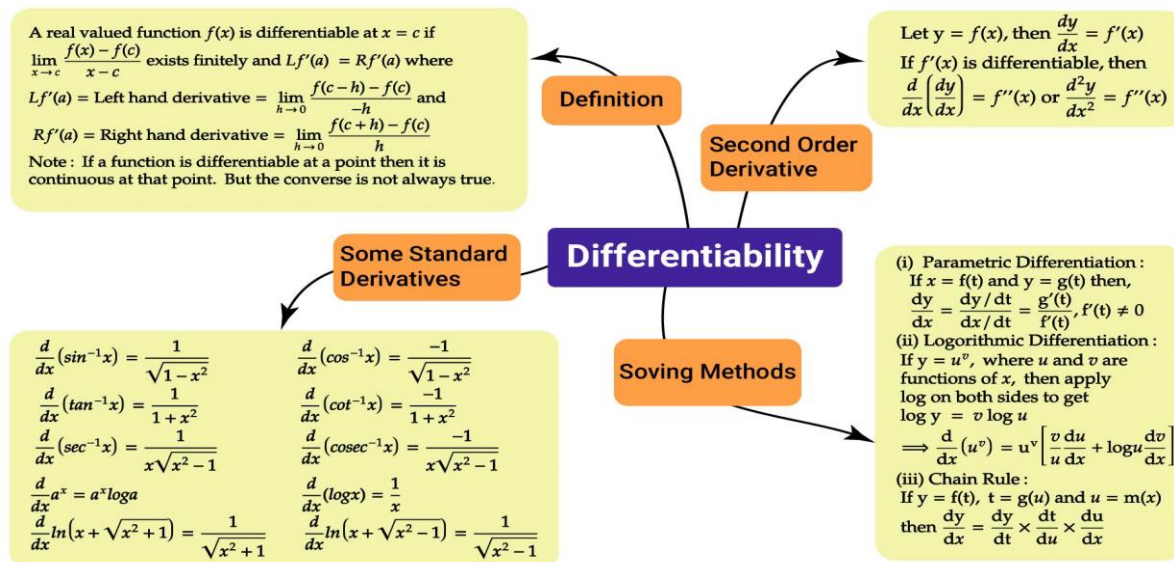 Differentiability
Definition
A real valued function f(x) is differentiable at x = c if
lim x→c (f(x) − f(c))/(x − c) exists finitely and Lf′(a) = Rf′(a) where
Lf′(a) = Left hand derivative = lim h→0 (f(c − h) − f(c))/(−h) and
Rf′(a) = Right hand derivative = lim h→0 (f(c + h) − f(c))/h
Note : If a function is differentiable at a point then it is
continuous at that point. But the converse is not always true.
Second Order
Derivative
Let y = f(x), then dy/dx = f′(x)
If f′(x) is differentiable, then
d/dx (dy/dx) = f′′(x) or d²y/dx² = f′′(x)
Some Standard
Derivatives
d/dx (sin⁻¹x) = 1/√(1 − x²)
d/dx (cos⁻¹x) = −1/√(1 − x²)
d/dx (tan⁻¹x) = 1/(1 + x²)
d/dx (cot⁻¹x) = −1/(1 + x²)
d/dx (sec⁻¹x) = 1/(x√(x² − 1))
d/dx (cosec⁻¹x) = −1/(x√(x² − 1))
d/dx aˣ = aˣloga
d/dx (logx) = 1/x
d/dx ln(x + √(x² + 1)) = 1/√(x² + 1)
d/dx ln(x + √(x² − 1)) = 1/√(x² − 1)
Soving Methods
(i) Parametric Differentiation :
If x = f(t) and y = g(t) then,
dy/dx = (dy/dt)/(dx/dt) = g′(t)/f′(t), f′(t) ≠ 0
(ii) Logorithmic Differentiation :
If y = uᵛ, where u and v are
functions of x, then apply
log on both sides to get
log y = v log u
⟹ d/dx (uᵛ) = uᵛ[v/u du/dx + logu dv/dx]
(iii) Chain Rule :
If y = f(t), t = g(u) and u = m(x)
then dy/dx = dy/dt × dt/du × du/dx